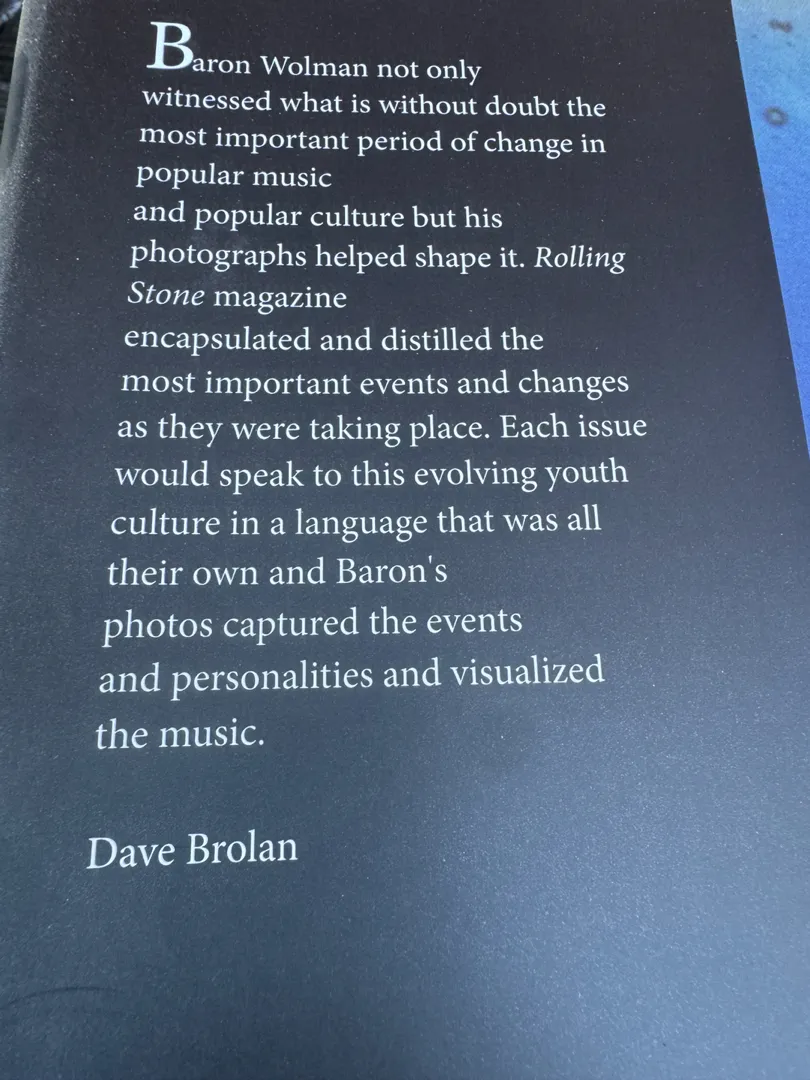 Baron Wolman not only
witnessed what is without doubt the
most important period of change in
popular music
and popular culture but his
photographs helped shape it. Rolling
Stone magazine
encapsulated and distilled the
most important events and changes
as they were taking place. Each issue
would speak to this evolving youth
culture in a language that was all
their own and Baron's
photos captured the events
and personalities and visualized
the music.
Dave Brolan